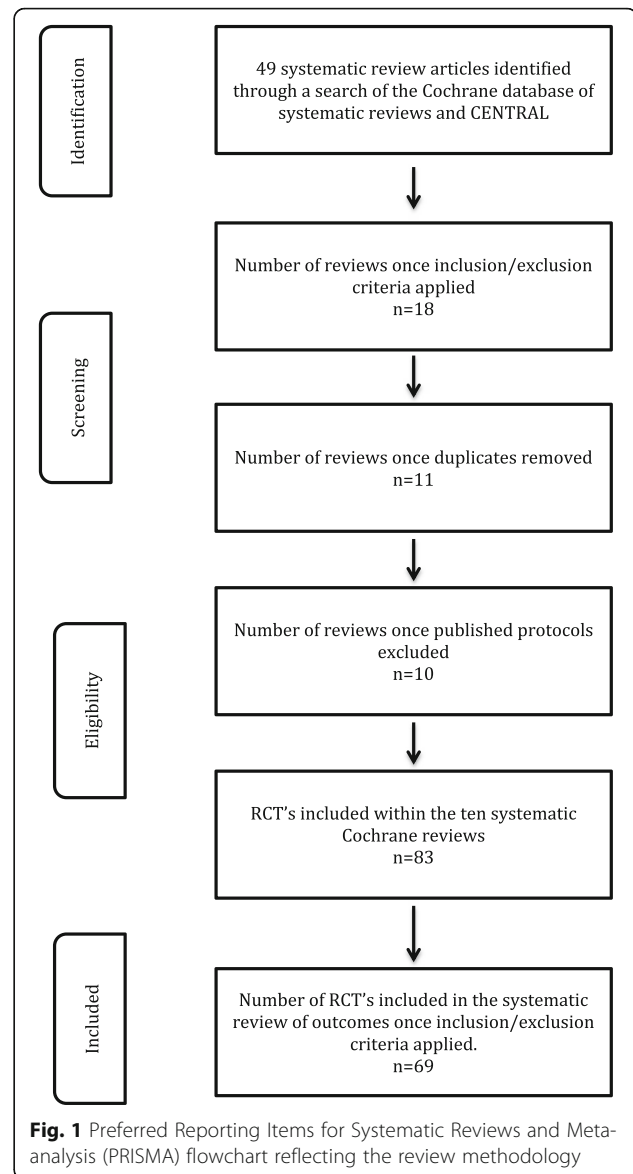 Identification
49 systematic review articles identified
through a search of the Cochrane database of
systematic reviews and CENTRAL
Number of reviews once inclusion/exclusion
criteria applied
n=18
Screening
Number of reviews once duplicates removed
n=11
Eligibility
Number of reviews once published protocols
excluded
n=10
RCT's included within the ten systematic
Cochrane reviews
n=83
Included
Number of RCT's included in the systematic
review of outcomes once inclusion/exclusion
criteria applied.
n=69
Fig. 1 Preferred Reporting Items for Systematic Reviews and Meta-
analysis (PRISMA) flowchart reflecting the review methodology